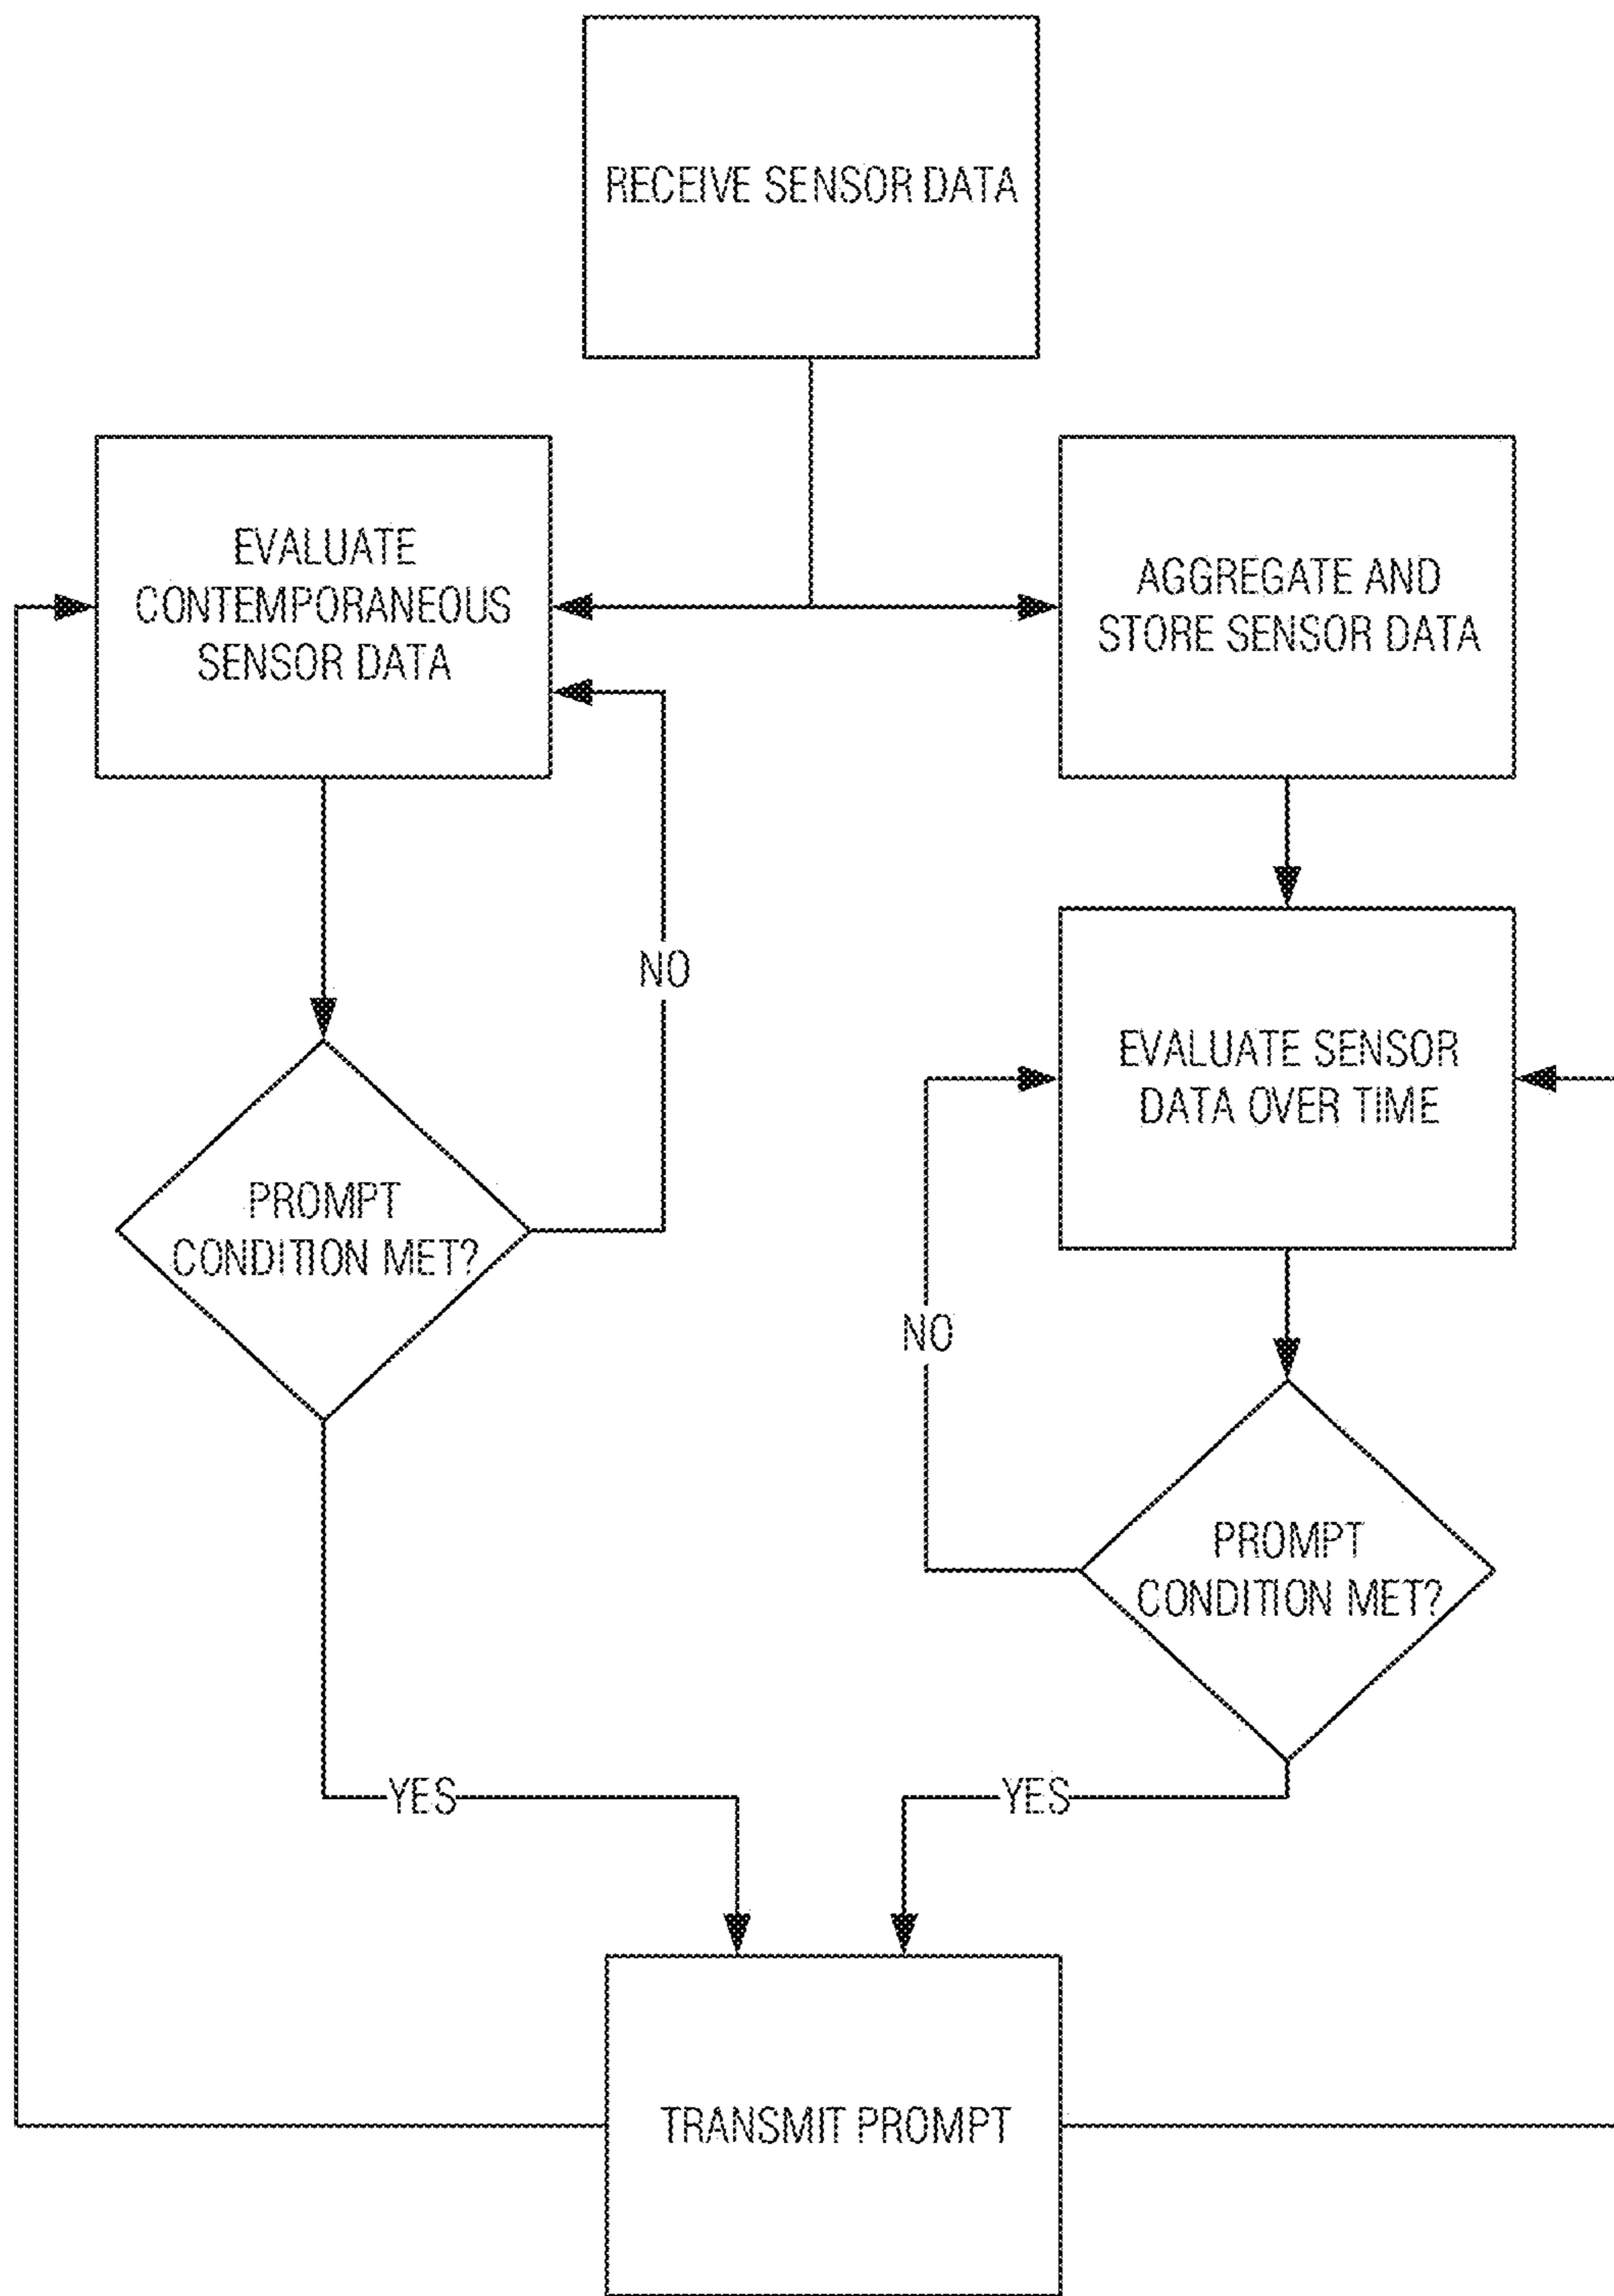 RECEIVE SENSOR DATA
EVALUATE
CONTEMPORANEOUS
SENSOR DATA
AGGREGATE AND
STORE SENSOR DATA
NO
EVALUATE SENSOR
DATA OVER TIME
PROMPT
CONDITION MET?
NO
PROMPT
CONDITION MET?
YES
YES
TRANSMIT PROMPT